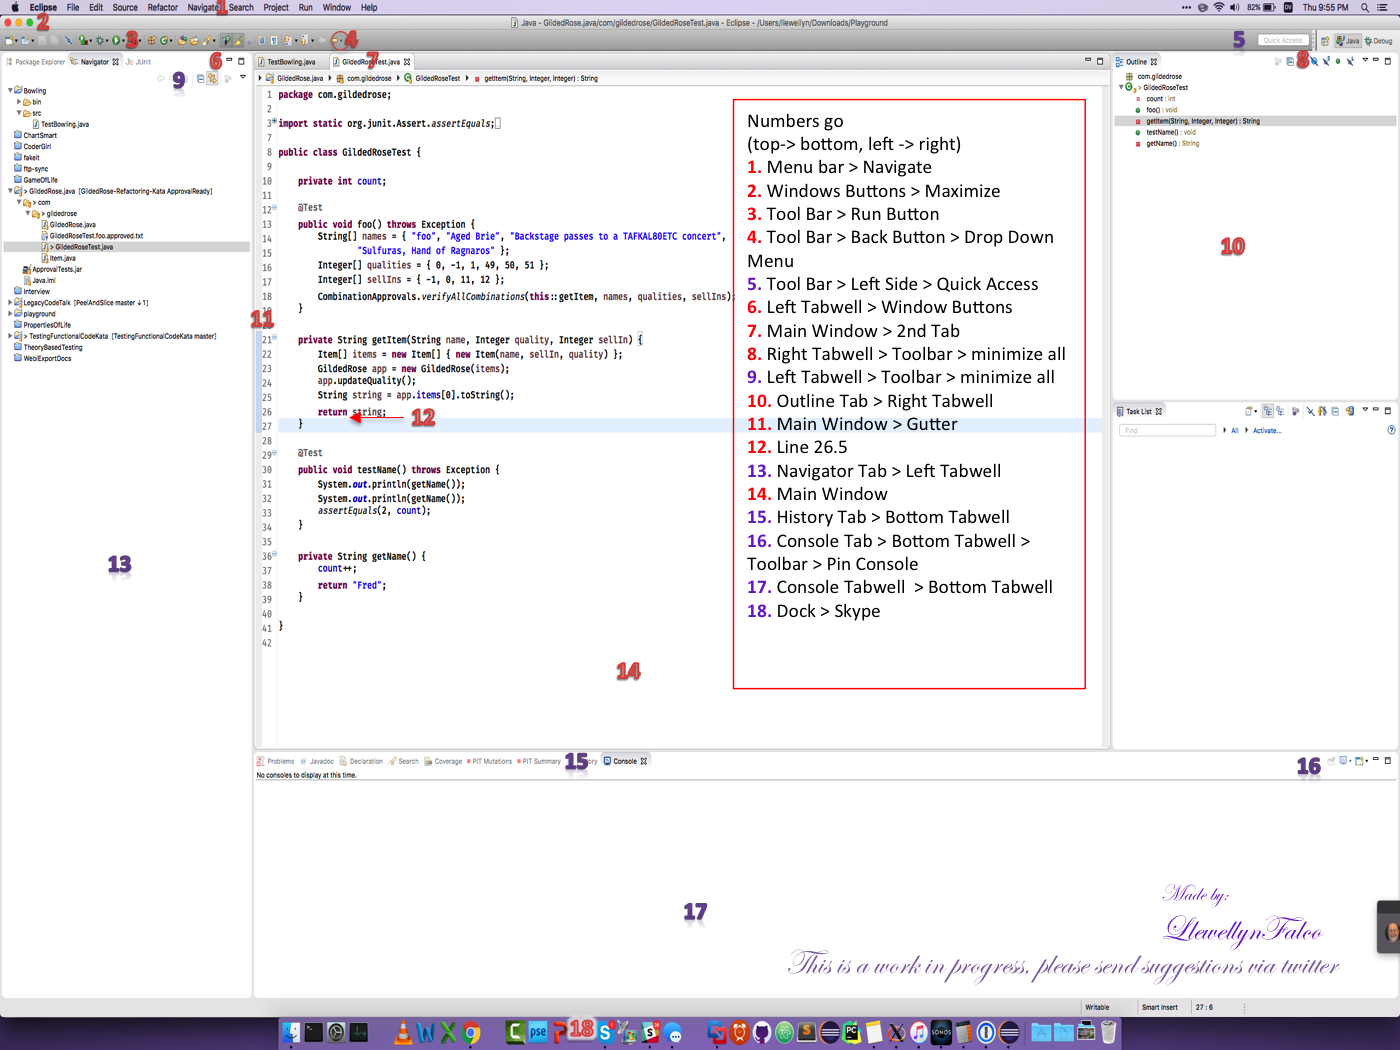 Eclipse File Edit Source Refactor Navigate 1 Search Project Run Window Help 82% Thu 9:55 PM
2 Java - GildedRose.java/com/gildedrose/GildedRoseTest.java - Eclipse - /Users/llewellyn/Downloads/Playground
3 4 5 Quick Access Java Debug
Package Explorer Navigator JUnit 6
9
Bowling
bin
src
TestBowling.java
ChartSmart
CoderGirl
fakeit
ftp-sync
GameOfLife
> GildedRose.java [GildedRose-Refactoring-Kata ApprovalReady]
> com
> gildedrose
GildedRose.java
GildedRoseTest.foo.approved.txt
> GildedRoseTest.java
Item.java
ApprovalTests.jar
Java.iml
Interview
LegacyCodeTalk [PeelAndSlice master ↓1]
playground
PropertiesOfLife
> TestingFunctionalCodeKata [TestingFunctionalCodeKata master]
TheoryBasedTesting
WebExportDocs
13
TestBowling.java GildedRoseTest.java 7
GildedRose.java com.gildedrose GildedRoseTest getItem(String, Integer, Integer) : String
1 package com.gildedrose;
2
3 import static org.junit.Assert.assertEquals;
7
8 public class GildedRoseTest {
9
10 private int count;
11
12 @Test
13 public void foo() throws Exception {
14 String[] names = { "foo", "Aged Brie", "Backstage passes to a TAFKAL80ETC concert",
15 "Sulfuras, Hand of Ragnaros" };
16 Integer[] qualities = { 0, -1, 1, 49, 50, 51 };
17 Integer[] sellIns = { -1, 0, 11, 12 };
18 CombinationApprovals.verifyAllCombinations(this::getItem, names, qualities, sellIns);
}
11
21 private String getItem(String name, Integer quality, Integer sellIn) {
22 Item[] items = new Item[] { new Item(name, sellIn, quality) };
23 GildedRose app = new GildedRose(items);
24 app.updateQuality();
25 String string = app.items[0].toString();
26 return string; 12
27 }
28
29 @Test
30 public void testName() throws Exception {
31 System.out.println(getName());
32 System.out.println(getName());
33 assertEquals(2, count);
34 }
35
36 private String getName() {
37 count++;
38 return "Fred";
39 }
40
41 }
42
14
Numbers go
(top-> bottom, left -> right)
1. Menu bar > Navigate
2. Windows Buttons > Maximize
3. Tool Bar > Run Button
4. Tool Bar > Back Button > Drop Down
Menu
5. Tool Bar > Left Side > Quick Access
6. Left Tabwell > Window Buttons
7. Main Window > 2nd Tab
8. Right Tabwell > Toolbar > minimize all
9. Left Tabwell > Toolbar > minimize all
10. Outline Tab > Right Tabwell
11. Main Window > Gutter
12. Line 26.5
13. Navigator Tab > Left Tabwell
14. Main Window
15. History Tab > Bottom Tabwell
16. Console Tab > Bottom Tabwell >
Toolbar > Pin Console
17. Console Tabwell > Bottom Tabwell
18. Dock > Skype
Outline 8
com.gildedrose
> GildedRoseTest
count : int
foo() : void
getItem(String, Integer, Integer) : String
testName() : void
getName() : String
10
Task List
Find All Activate...
Problems Javadoc Declaration Search Coverage PIT Mutations PIT Summary 15 Console 16
No consoles to display at this time.
17
Made by:
LlewellynFalco
This is a work in progress, please send suggestions via twitter
Writable Smart Insert 27 : 6
pse 18 SONOS